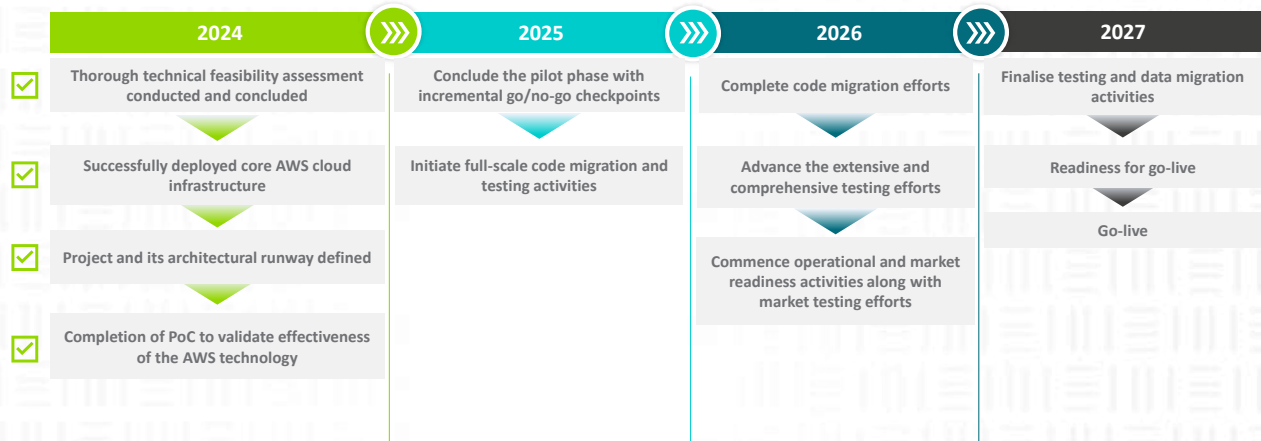 2024
Thorough technical feasibility assessment
conducted and concluded
Successfully deployed core AWS cloud
infrastructure
Project and its architectural runway defined
Completion of PoC to validate effectiveness
of the AWS technology
2025
Conclude the pilot phase with
incremental go/no-go checkpoints
Initiate full-scale code migration and
testing activities
2026
Complete code migration efforts
Advance the extensive and
comprehensive testing efforts
Commence operational and market
readiness activities along with
market testing efforts
2027
Finalise testing and data migration
activities
Readiness for go-live
Go-live